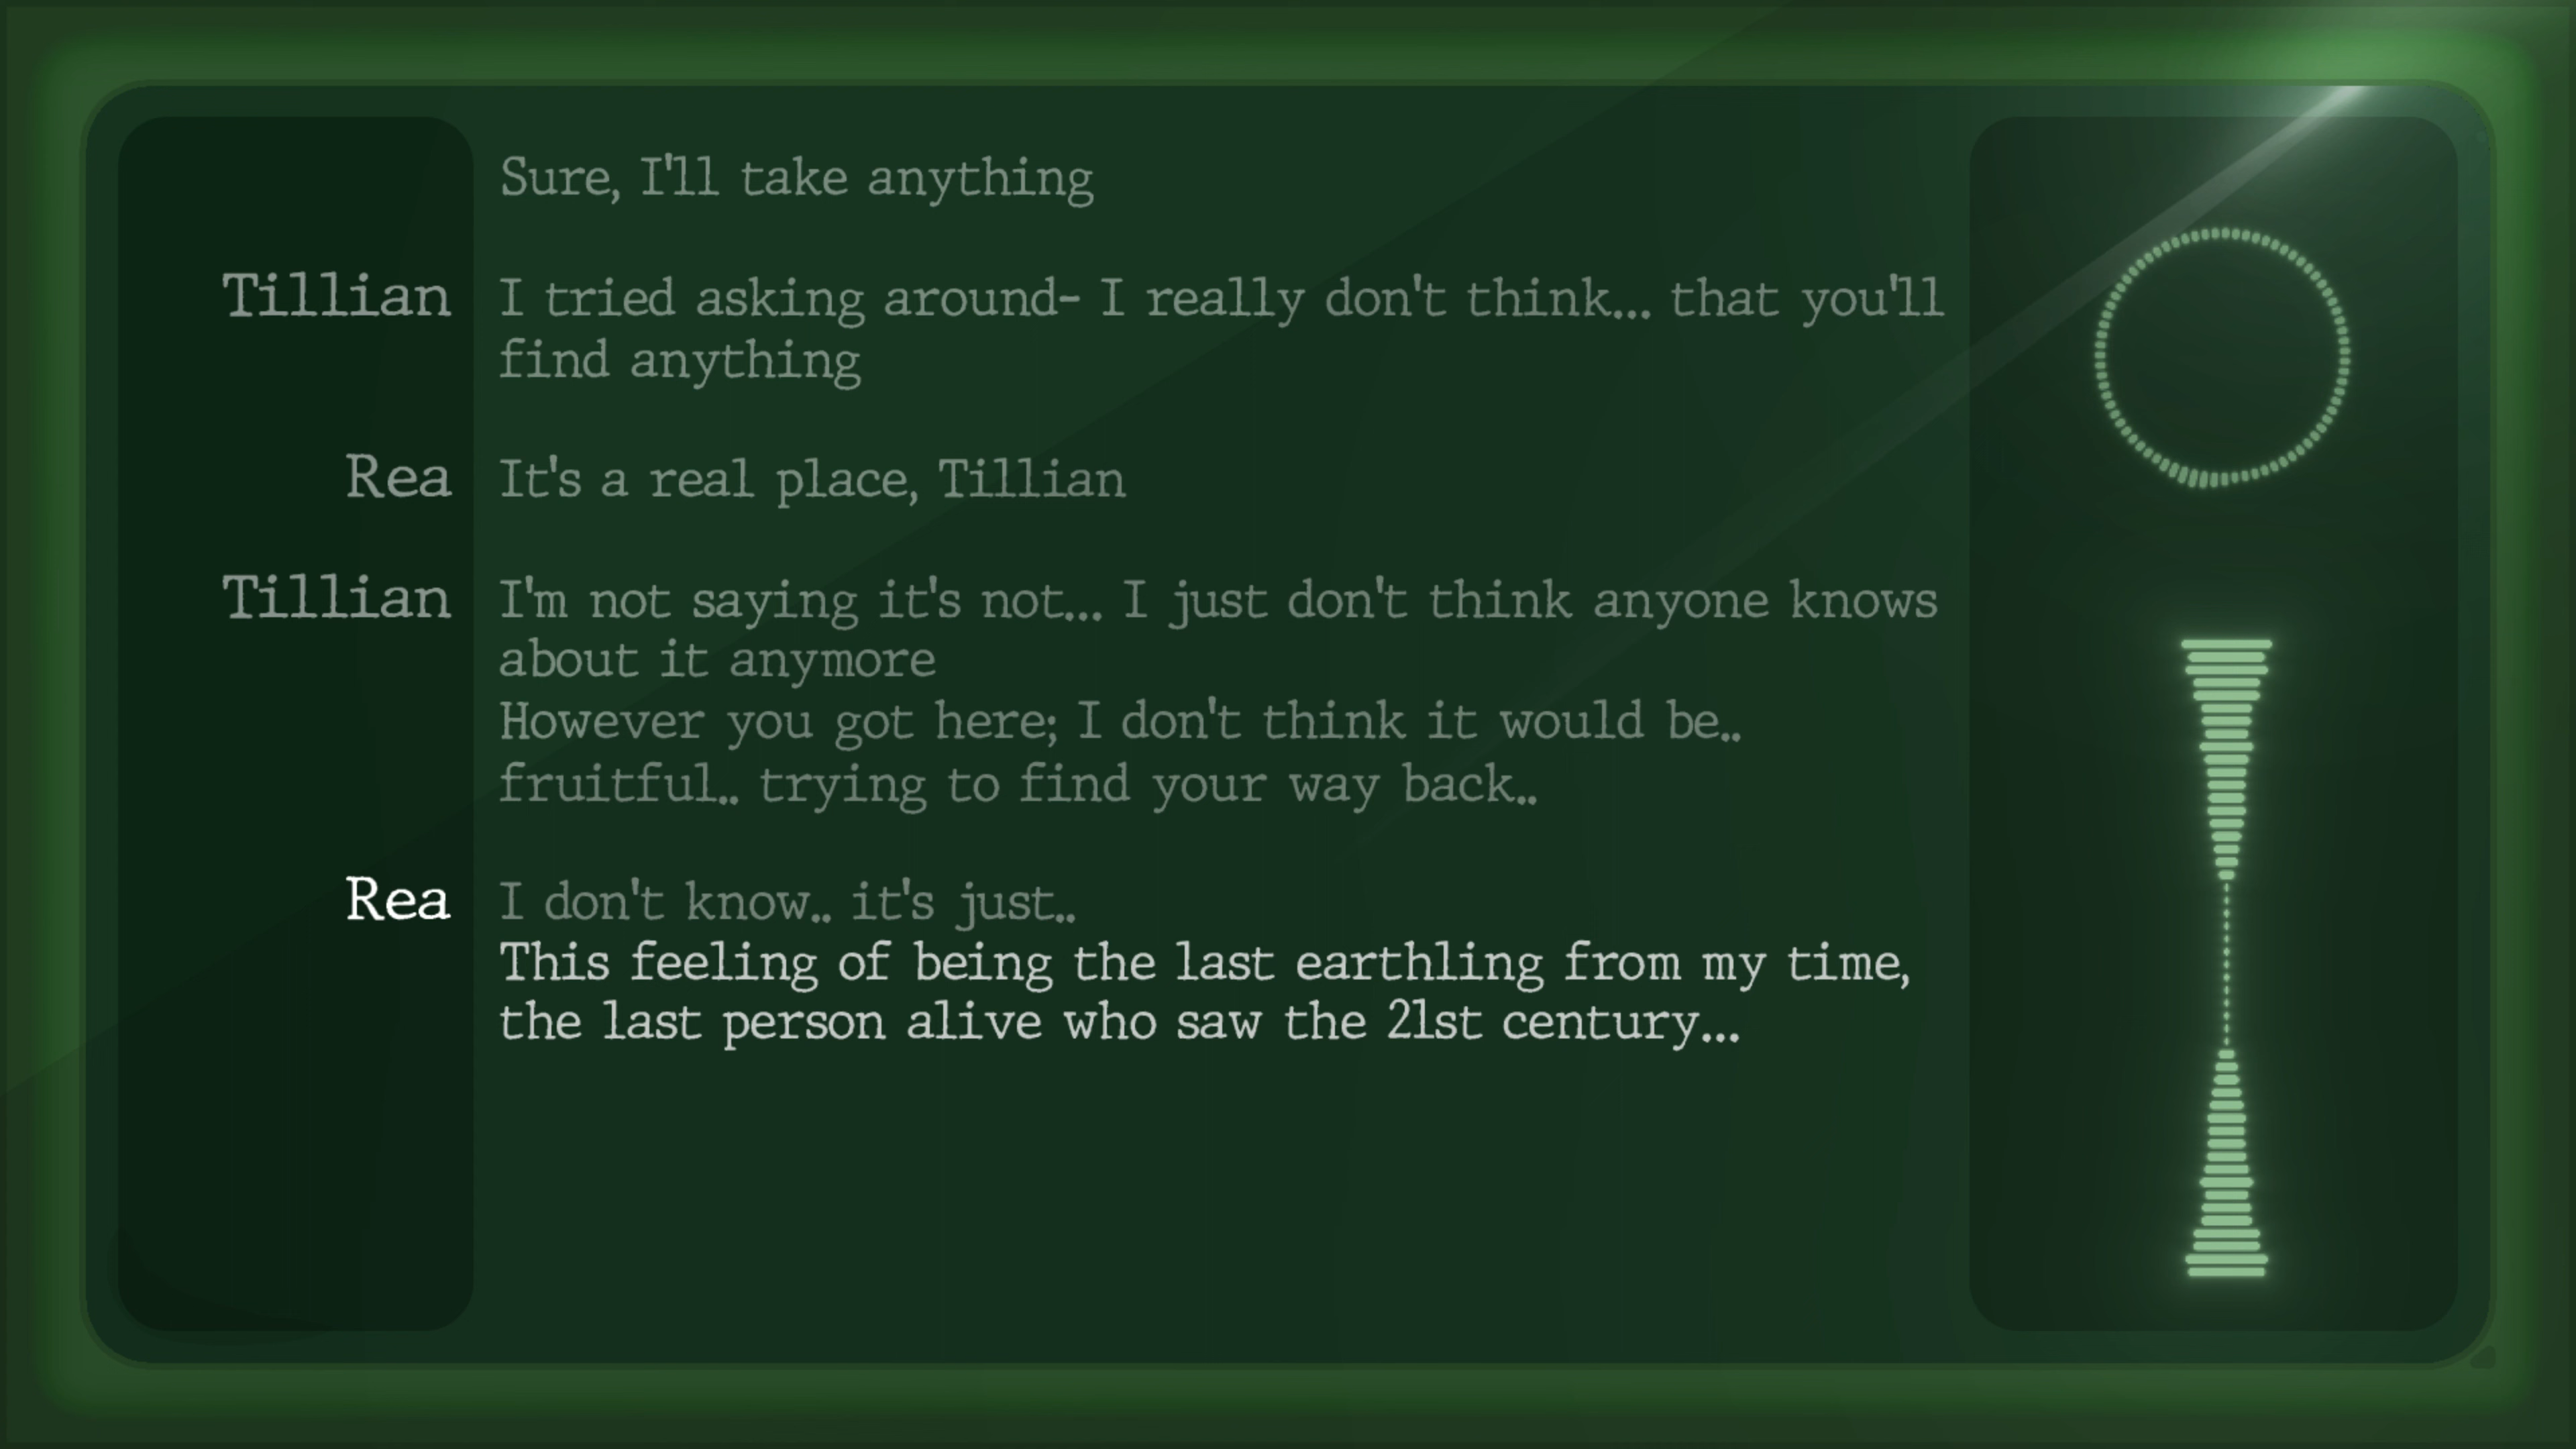 Sure, I'll take anything
Tillian I tried asking around- I really don't think... that you'll
find anything
Rea It's a real place, Tillian
Tillian I'm not saying it's not... I just don't think anyone knows
about it anymore
However you got here; I don't think it would be..
fruitful.. trying to find your way back..
Rea I don't know.. it's just..
This feeling of being the last earthling from my time,
the last person alive who saw the 21st century...